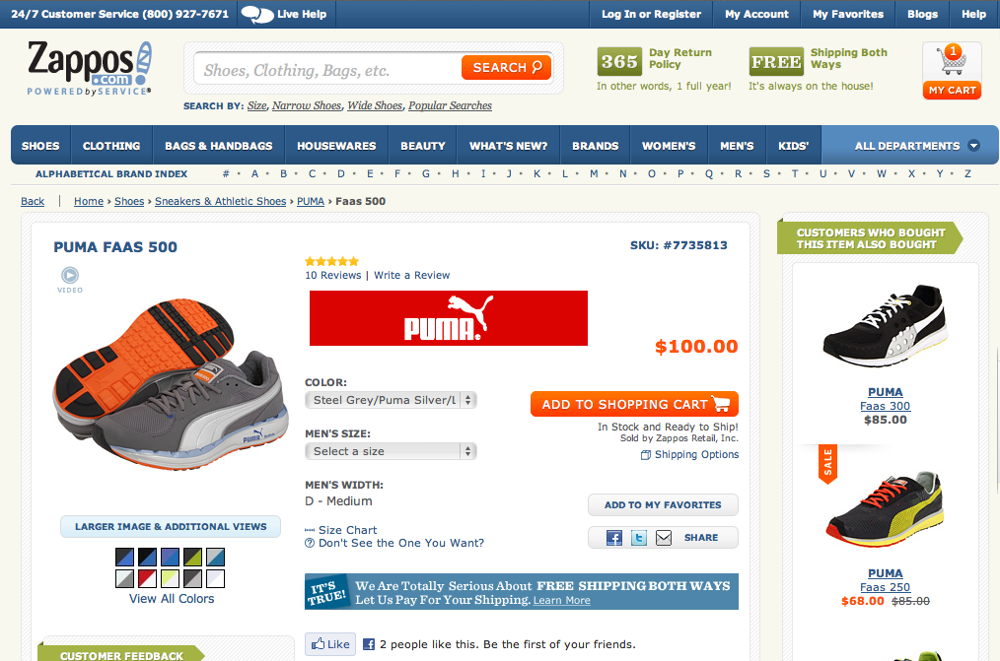 24/7 Customer Service (800) 927-7671
Live Help
Log In or Register
My Account
My Favorites
Blogs
Help
Zappos
.com
POWERED by SERVICE®
Shoes, Clothing, Bags, etc.
SEARCH
SEARCH BY: Size, Narrow Shoes, Wide Shoes, Popular Searches
365 Day Return Policy
In other words, 1 full year!
FREE Shipping Both Ways
It's always on the house!
1
MY CART
SHOES
CLOTHING
BAGS & HANDBAGS
HOUSEWARES
BEAUTY
WHAT'S NEW?
BRANDS
WOMEN'S
MEN'S
KIDS'
ALL DEPARTMENTS
ALPHABETICAL BRAND INDEX
# • A • B • C • D • E • F • G • H • I • J • K • L • M • N • O • P • Q • R • S • T • U • V • W • X • Y • Z
Back | Home › Shoes › Sneakers & Athletic Shoes › PUMA › Faas 500
PUMA FAAS 500
VIDEO
SKU: #7735813
10 Reviews | Write a Review
PUMA
$100.00
COLOR:
Steel Grey/Puma Silver/L
MEN'S SIZE:
Select a size
MEN'S WIDTH:
D - Medium
Size Chart
Don't See the One You Want?
ADD TO SHOPPING CART
In Stock and Ready to Ship!
Sold by Zappos Retail, Inc.
Shipping Options
ADD TO MY FAVORITES
SHARE
PUMA
LARGER IMAGE & ADDITIONAL VIEWS
View All Colors
IT'S TRUE!
We Are Totally Serious About FREE SHIPPING BOTH WAYS
Let Us Pay For Your Shipping. Learn More
Like
2 people like this. Be the first of your friends.
CUSTOMER FEEDBACK
CUSTOMERS WHO BOUGHT
THIS ITEM ALSO BOUGHT
PUMA
Faas 300
$85.00
SALE
PUMA
Faas 250
$68.00 $85.00